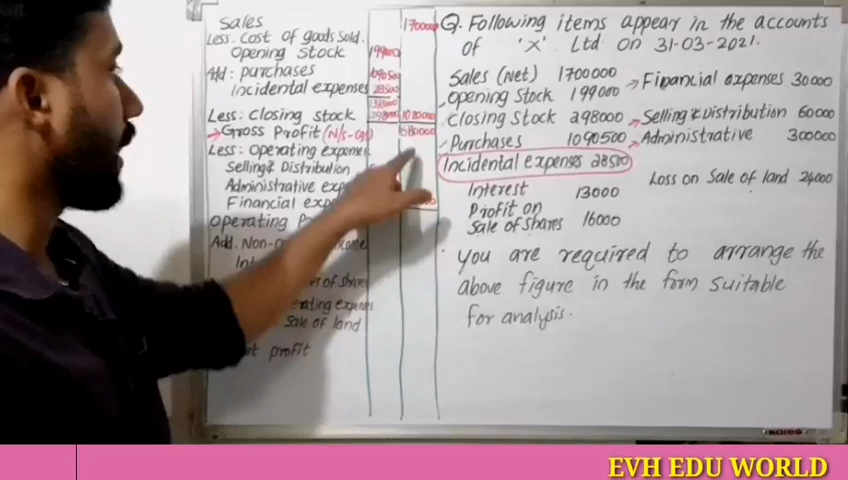 Sales 1700000
Less: Cost of goods sold.
Opening stock 199000
Add: purchases 1090500
Incidental expenses 28500
1318000
Less: Closing stock 298000 1020000
→ Gross Profit (N/s-Cgs) 680000
Less: Operating expenses
Selling & Distribution
Administrative
Financial
Operating
Add. Non-
of shares
sale of land
profit
Q. Following items appear in the accounts
of 'X' Ltd on 31-03-2021.
Sales (Net) 1700000 → Financial expenses 30000
Opening Stock 199000
Closing Stock 298000 → Selling & Distribution 60000
Purchases 1090500 → Administrative 300000
Incidental expenses 28500
Loss on Sale of land 24000
Interest 13000
Profit on
Sale of Shares 16000
You are required to arrange the
above figure in the form suitable
for analysis.
EVH EDU WORLD